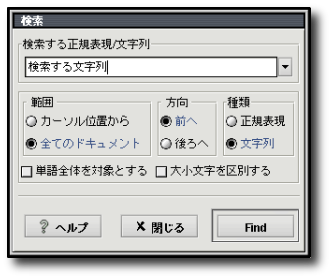 検索
検索する正規表現/文字列
検索する文字列
範囲 方向 種類
カーソル位置から 前へ 正規表現
全てのドキュメント 後ろへ 文字列
単語全体を対象とする 大小文字を区別する
? ヘルプ X 閉じる Find